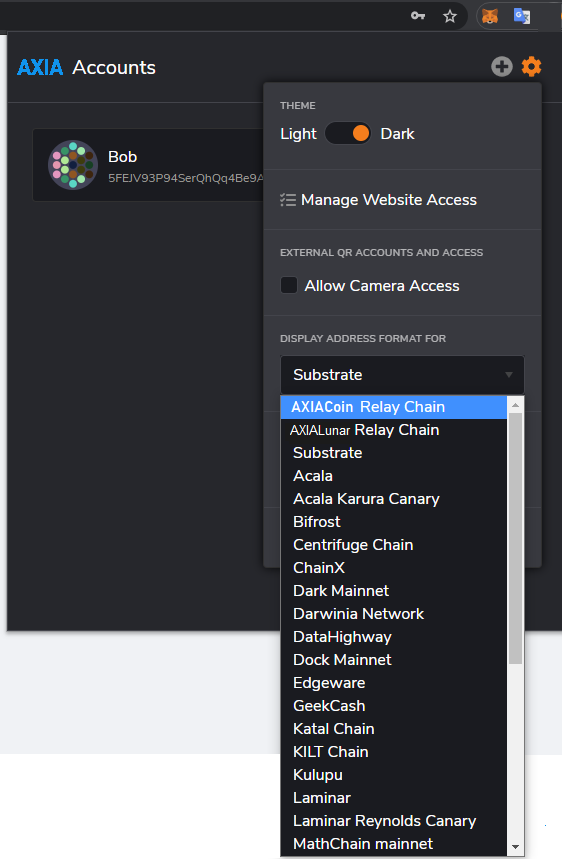 AXIA Accounts
THEME
Light Dark
Bob
5FEJV93P94SerQhQq4Be9A
Manage Website Access
EXTERNAL QR ACCOUNTS AND ACCESS
Allow Camera Access
DISPLAY ADDRESS FORMAT FOR
Substrate
AXIACoin Relay Chain
AXIALunar Relay Chain
Substrate
Acala
Acala Karura Canary
Bifrost
Centrifuge Chain
ChainX
Dark Mainnet
Darwinia Network
DataHighway
Dock Mainnet
Edgeware
GeekCash
Katal Chain
KILT Chain
Kulupu
Laminar
Laminar Reynolds Canary
MathChain mainnet